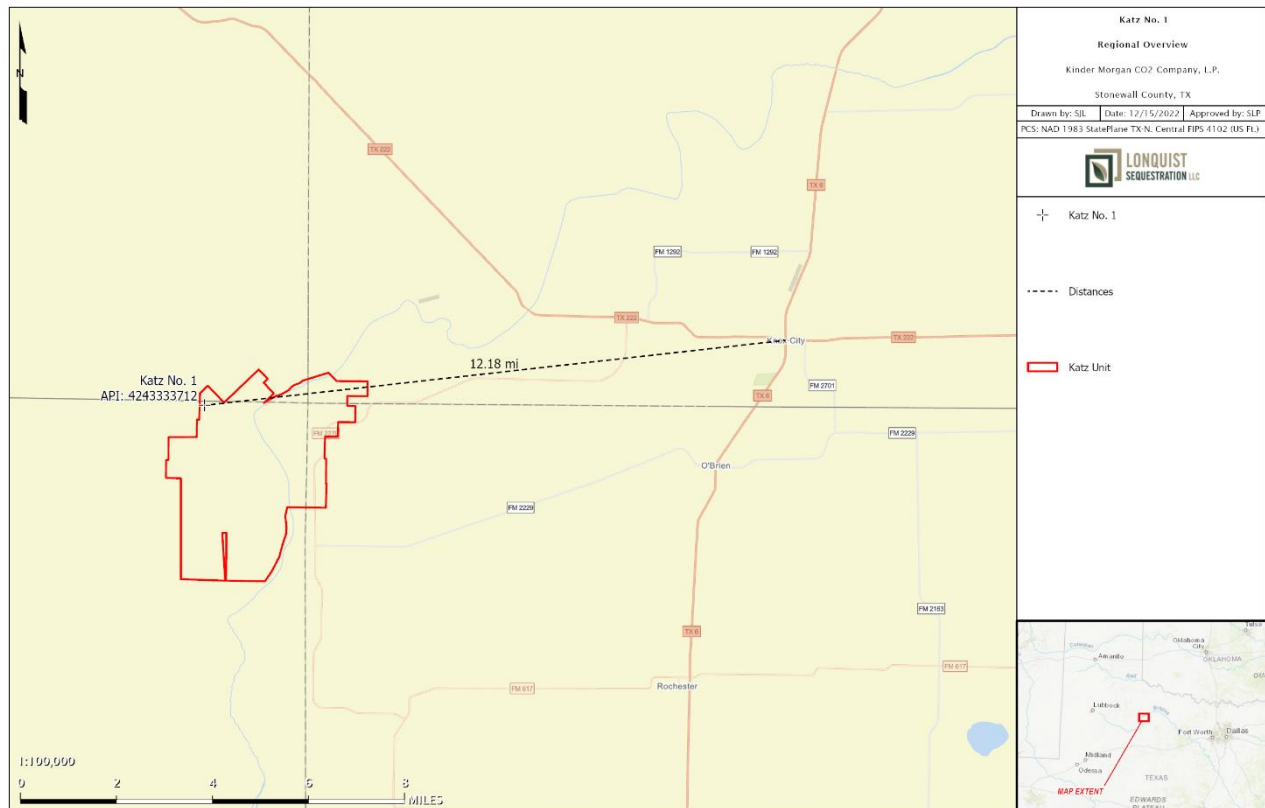 N
TX 222
TX 6
FM 1292
FM 1292
TX 222
Knox City
TX 222
12.18 mi
Katz No. 1
API: 4243333712
FM 2701
TX 6
FM 2229
O'Brien
FM 2229
FM 2163
TX 6
FM 617
Rochester
FM 617
1:100,000
0 2 4 6 8
MILES
Katz No. 1
Regional Overview
Kinder Morgan CO2 Company, L.P.
Stonewall County, TX
Drawn by: SJL Date: 12/15/2022 Approved by: SLP
PCS: NAD 1983 StatePlane TX-N. Central FIPS 4102 (US Ft.)
LONQUIST
SEQUESTRATION LLC
Katz No. 1
Distances
Katz Unit
Tulsa
Oklahoma
City
Amarillo
OKLAHOMA
Red
Lubbock
Fort Worth
Dallas
Midland
Odessa
TEXAS
MAP EXTENT
EDWARDS
PLATEAU